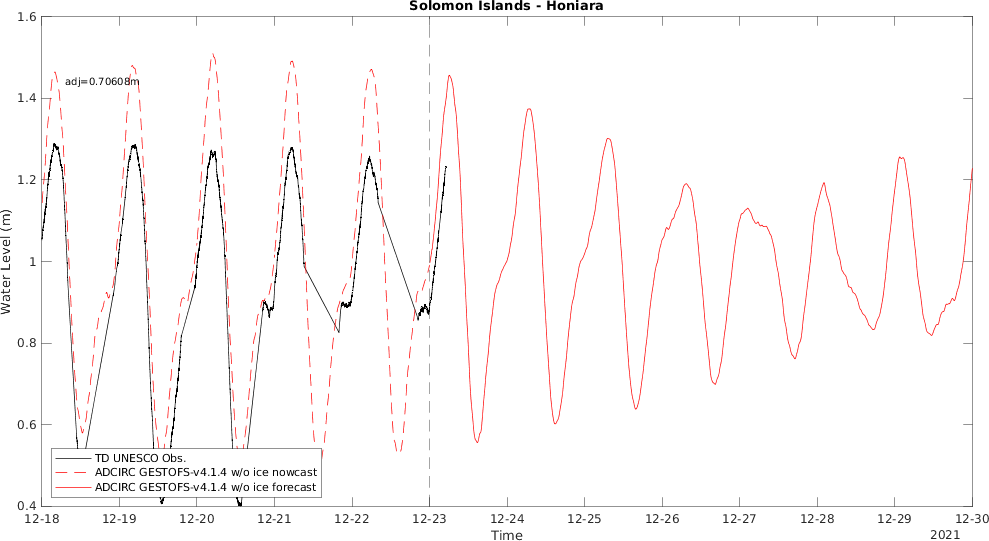 Solomon Islands - Honiara
adj=0.70608m
1.6
1.4
1.2
1
0.8
0.6
0.4
Water Level (m)
TD UNESCO Obs.
ADCIRC GESTOFS-v4.1.4 w/o ice nowcast
ADCIRC GESTOFS-v4.1.4 w/o ice forecast
12-18 12-19 12-20 12-21 12-22 12-23 12-24 12-25 12-26 12-27 12-28 12-29 12-30
Time
2021